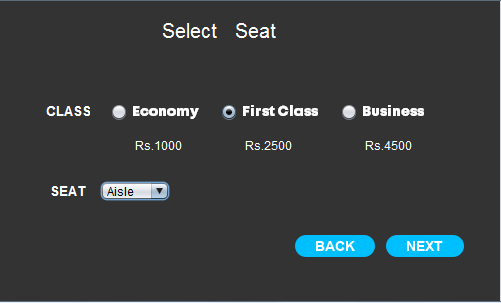 Select Seat
CLASS Economy First Class Business
Rs.1000 Rs.2500 Rs.4500
SEAT Aisle
BACK NEXT